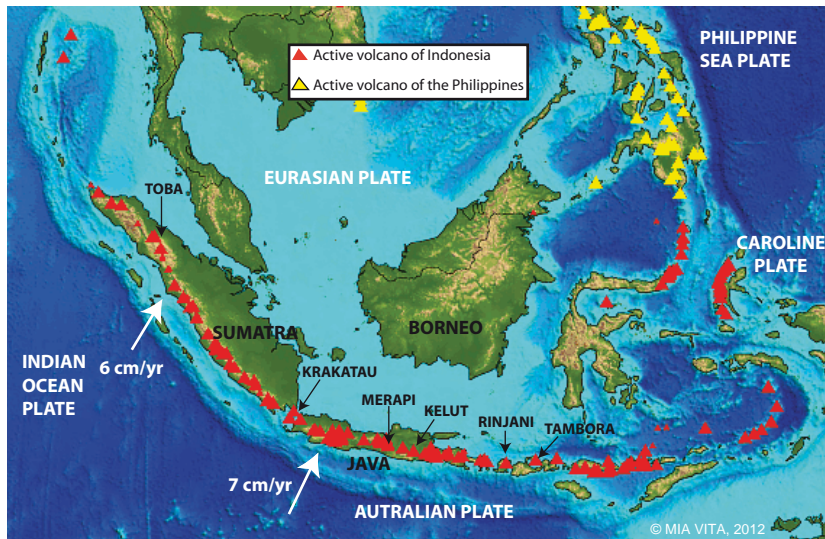 PHILIPPINE
SEA PLATE
Active volcano of Indonesia
Active volcano of the Philippines
EURASIAN PLATE
TOBA
CAROLINE
PLATE
SUMATRA
BORNEO
6 cm/yr
INDIAN
OCEAN
PLATE
KRAKATAU
MERAPI
KELUT
RINJANI
TAMBORA
JAVA
7 cm/yr
AUTRALIAN PLATE
© MIA VITA, 2012